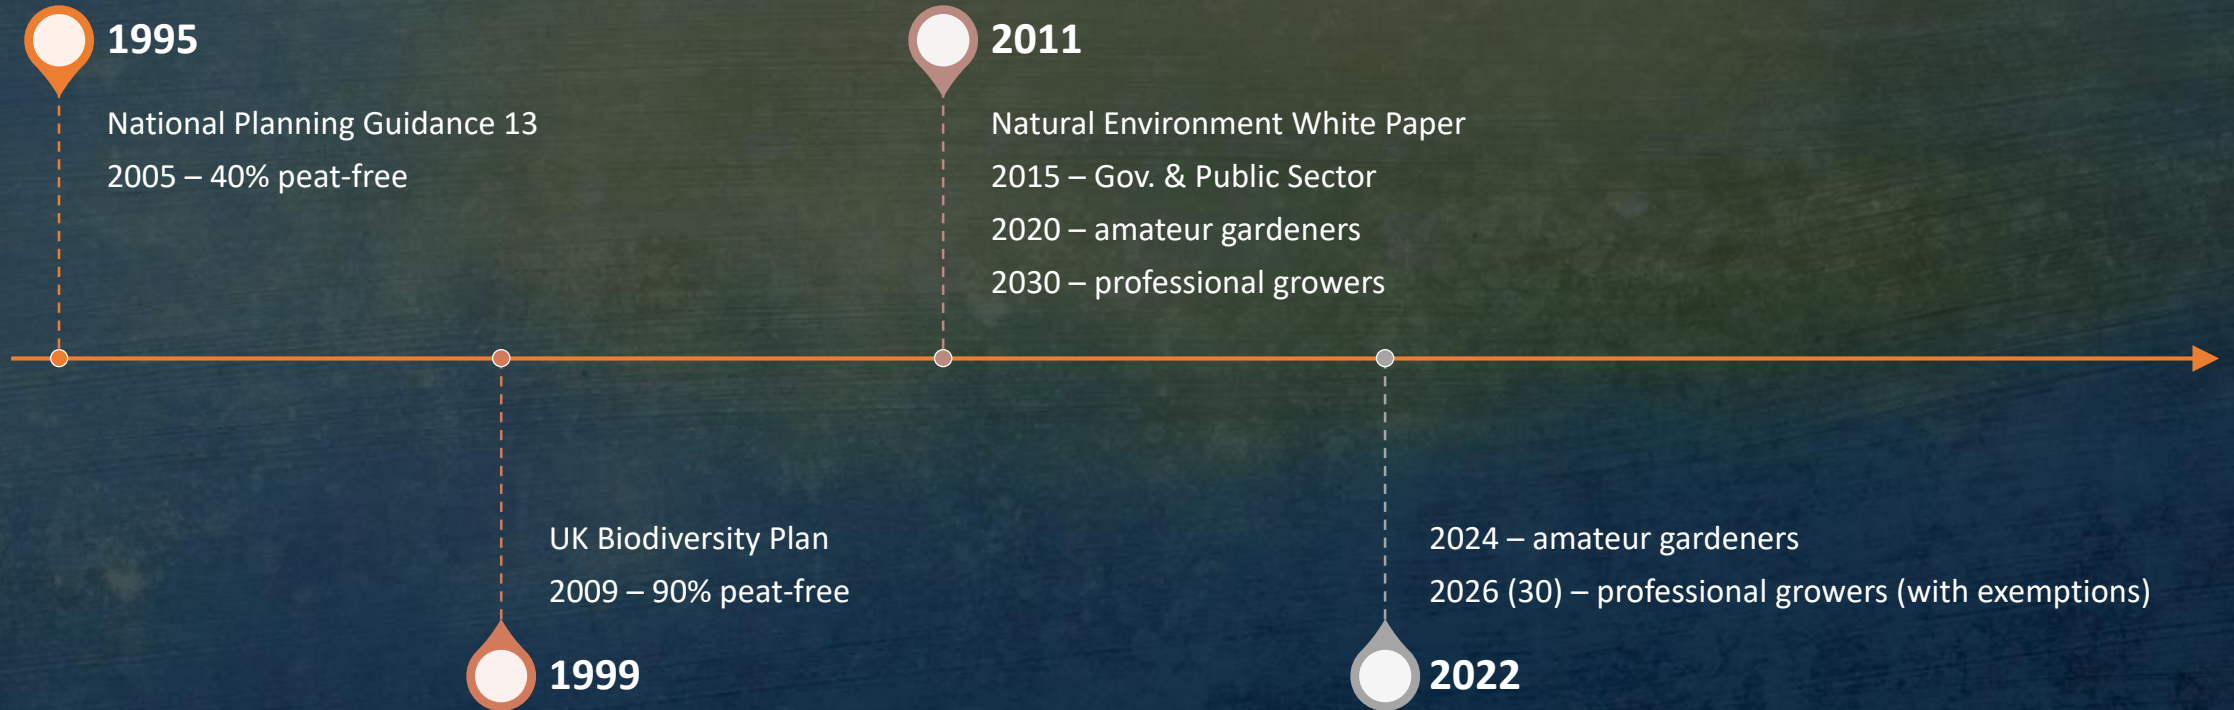 1995
National Planning Guidance 13
2005 – 40% peat-free
2011
Natural Environment White Paper
2015 – Gov. & Public Sector
2020 – amateur gardeners
2030 – professional growers
UK Biodiversity Plan
2009 – 90% peat-free
1999
2024 – amateur gardeners
2026 (30) – professional growers (with exemptions)
2022